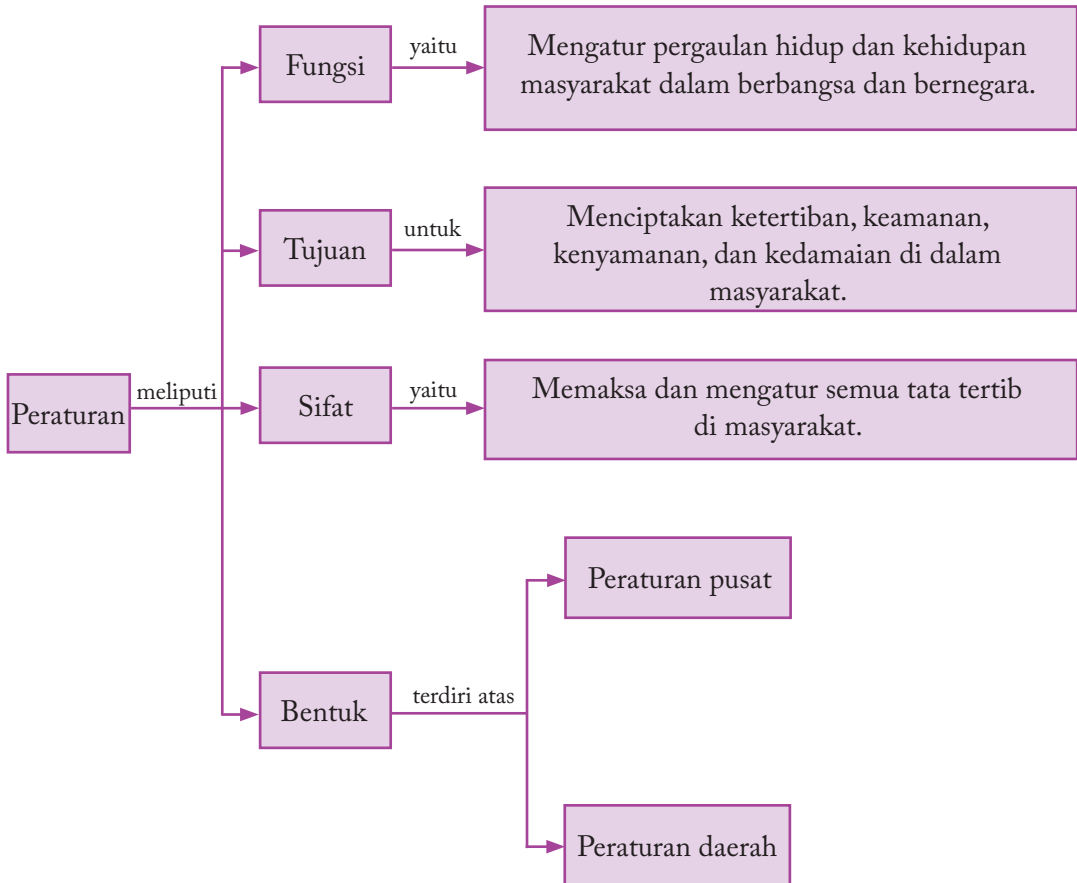 Fungsi
yaitu
Mengatur pergaulan hidup dan kehidupan
masyarakat dalam berbangsa dan bernegara.
Tujuan
untuk
Menciptakan ketertiban, keamanan,
kenyamanan, dan kedamaian di dalam
masyarakat.
Peraturan
meliputi
Sifat
yaitu
Memaksa dan mengatur semua tata tertib
di masyarakat.
Bentuk
terdiri atas
Peraturan pusat
Peraturan daerah